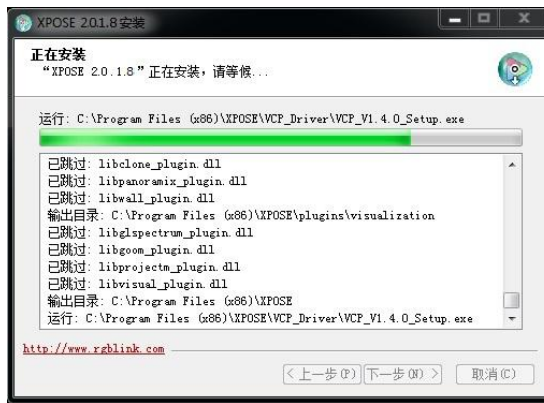 XPOSE 2.0.1.8安装
正在安装
“XPOSE 2.0.1.8”正在安装，请等候...
运行: C:\Program Files (x86)\XPOSE\VCP_Driver\VCP_V1.4.0_Setup.exe
已跳过: libclone_plugin.dll
已跳过: libpanoramix_plugin.dll
已跳过: libwall_plugin.dll
输出目录: C:\Program Files (x86)\XPOSE\plugins\visualization
已跳过: libglspectrum_plugin.dll
已跳过: libgoom_plugin.dll
已跳过: libprojectm_plugin.dll
已跳过: libvisual_plugin.dll
输出目录: C:\Program Files (x86)\XPOSE
运行: C:\Program Files (x86)\XPOSE\VCP_Driver\VCP_V1.4.0_Setup.exe
http://www.rgblink.com
< 上一步(P) 下一步(N) > 取消(C)